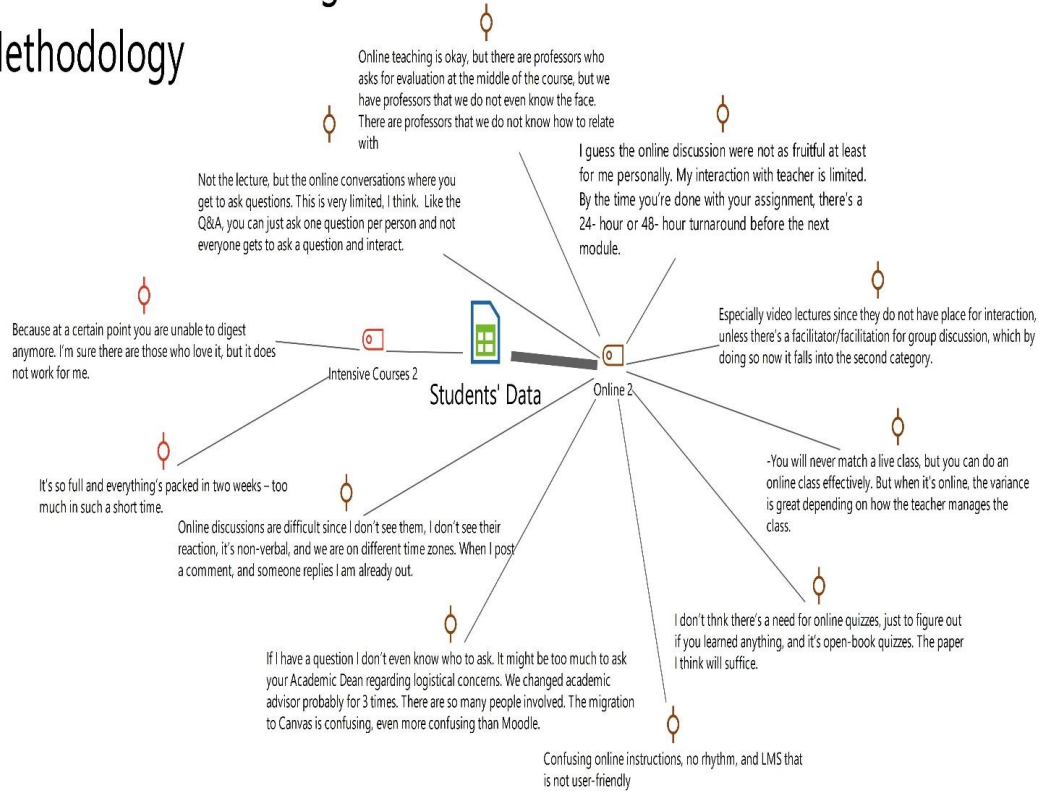 ethodology
Online teaching is okay, but there are professors who
asks for evaluation at the middle of the course, but we
have professors that we do not even know the face.
There are professors that we do not know how to relate
with
I guess the online discussion were not as fruitful at least
for me personally. My interaction with teacher is limited.
By the time you're done with your assignment, there's a
24- hour or 48- hour turnaround before the next
module.
Not the lecture, but the online conversations where you
get to ask questions. This is very limited, I think.  Like the
Q&A, you can just ask one question per person and not
everyone gets to ask a question and interact.
Especially video lectures since they do not have place for interaction,
unless there's a facilitator/facilitation for group discussion, which by
doing so now it falls into the second category.
Because at a certain point you are unable to digest
anymore. I'm sure there are those who love it, but it does
not work for me.
Intensive Courses 2
Students' Data
Online 2
-You will never match a live class, but you can do an
online class effectively. But when it's online, the variance
is great depending on how the teacher manages the
class.
It's so full and everything's packed in two weeks – too
much in such a short time.
Online discussions are difficult since I don't see them, I don't see their
reaction, it's non-verbal, and we are on different time zones. When I post
a comment, and someone replies I am already out.
I don't thnk there's a need for online quizzes, just to figure out
if you learned anything, and it's open-book quizzes. The paper
I think will suffice.
If I have a question I don't even know who to ask. It might be too much to ask
your Academic Dean regarding logistical concerns. We changed academic
advisor probably for 3 times. There are so many people involved. The migration
to Canvas is confusing, even more confusing than Moodle.
Confusing online instructions, no rhythm, and LMS that
is not user-friendly